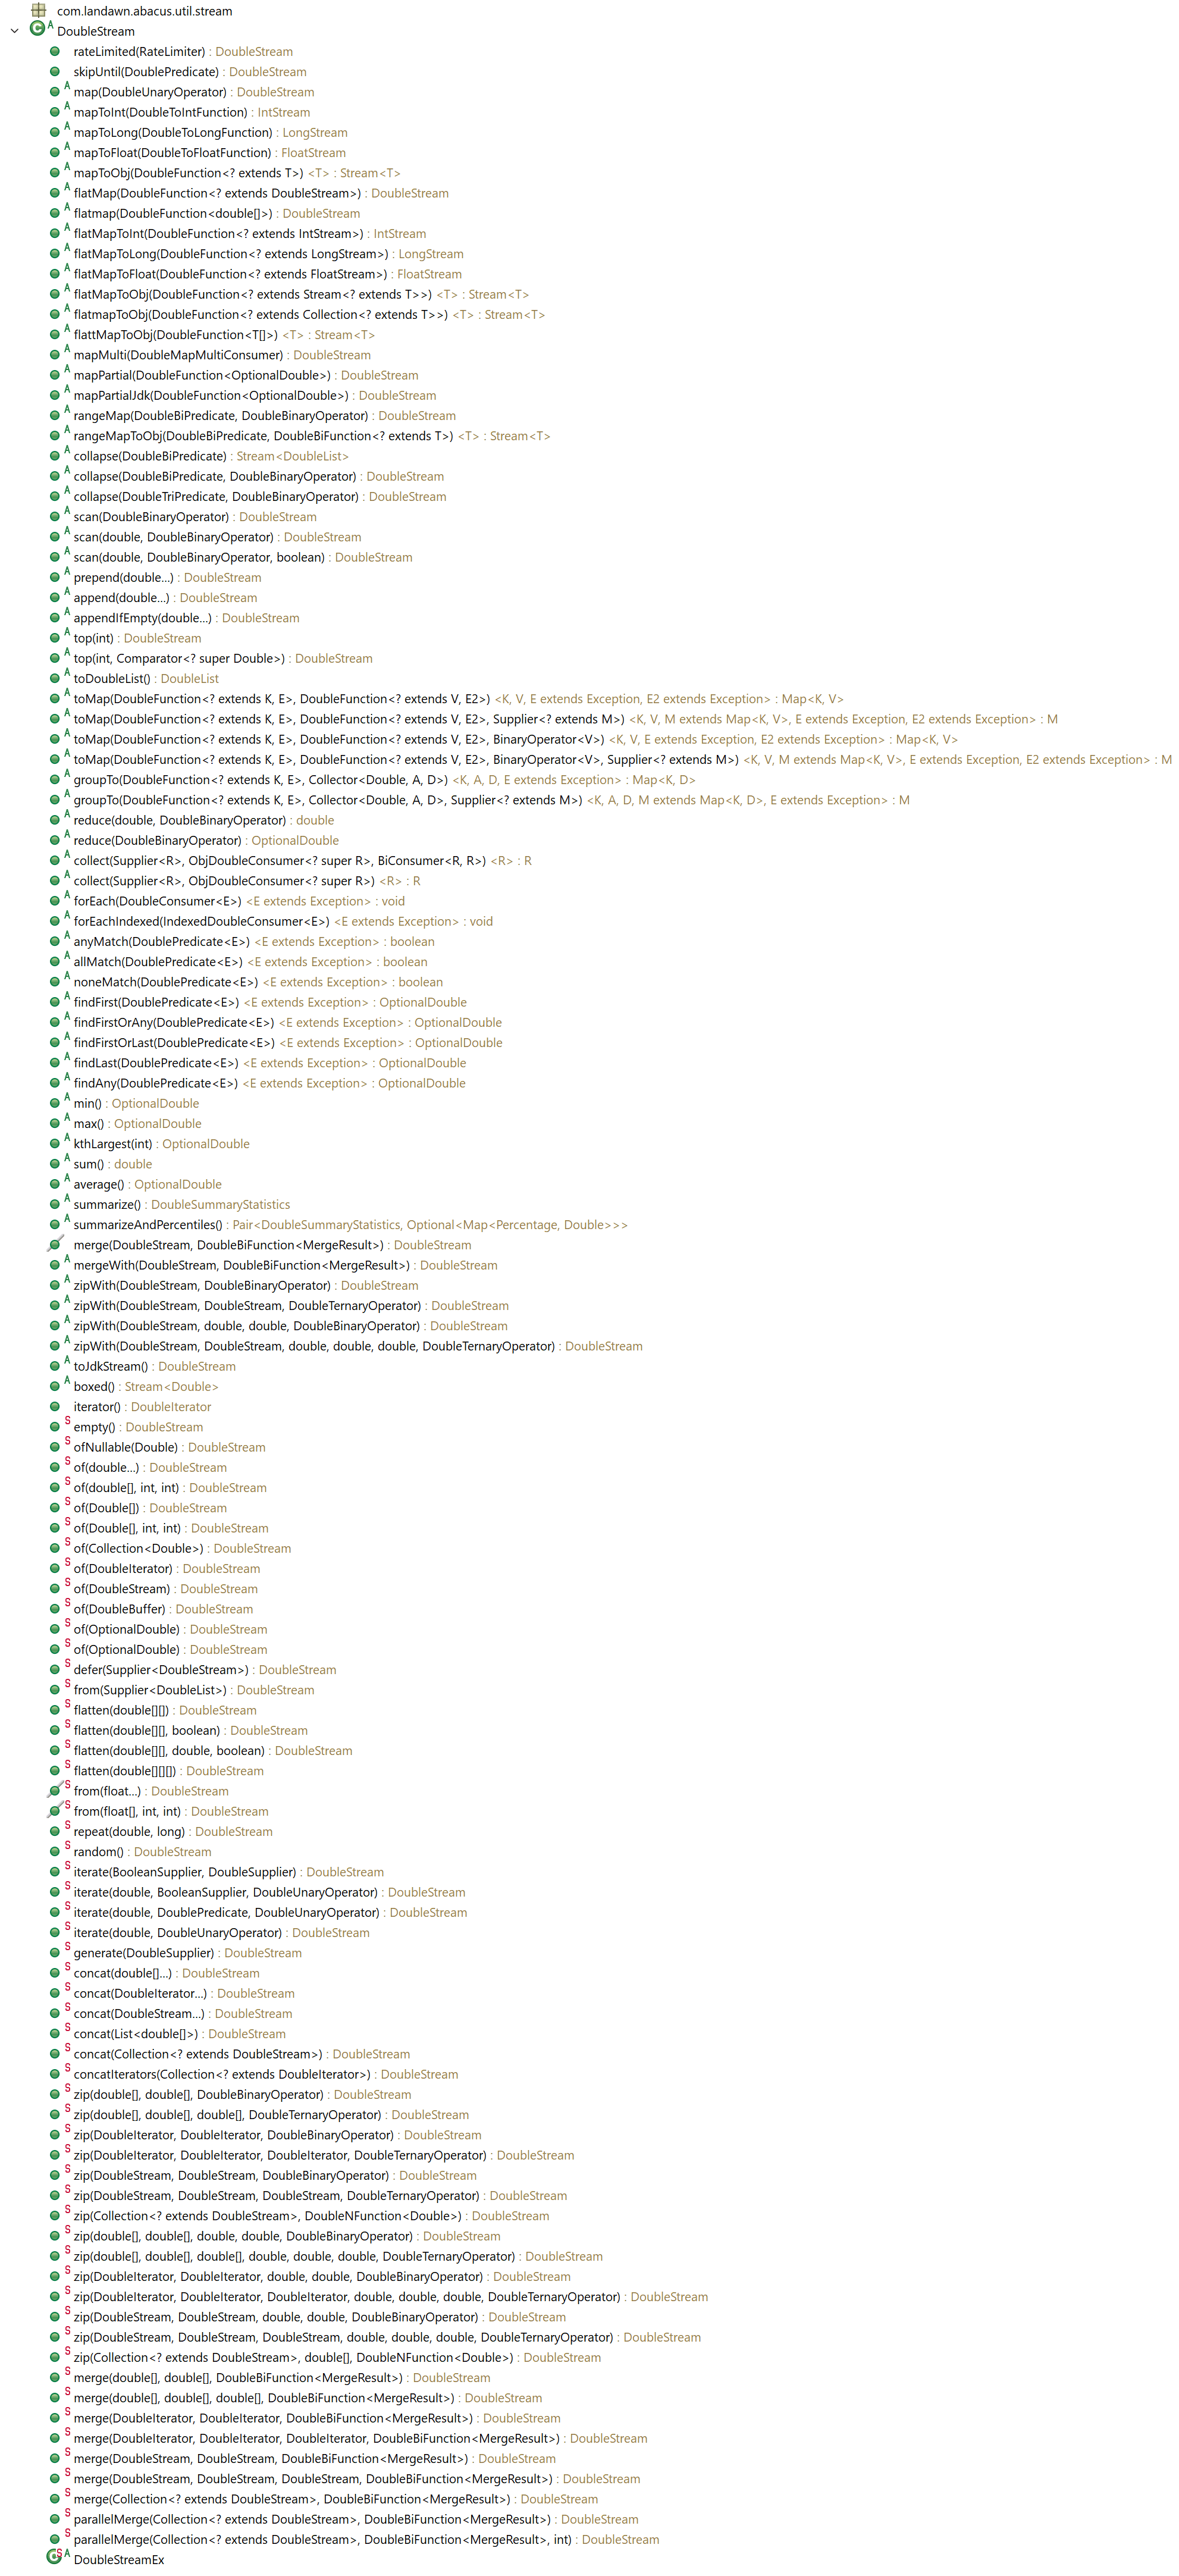 com.landawn.abacus.util.stream
DoubleStream
rateLimited(RateLimiter) : DoubleStream
skipUntil(DoublePredicate) : DoubleStream
map(DoubleUnaryOperator) : DoubleStream
mapToInt(DoubleToIntFunction) : IntStream
mapToLong(DoubleToLongFunction) : LongStream
mapToFloat(DoubleToFloatFunction) : FloatStream
mapToObj(DoubleFunction<? extends T>) <T> : Stream<T>
flatMap(DoubleFunction<? extends DoubleStream>) : DoubleStream
flatmap(DoubleFunction<double[]>) : DoubleStream
flatMapToInt(DoubleFunction<? extends IntStream>) : IntStream
flatMapToLong(DoubleFunction<? extends LongStream>) : LongStream
flatMapToFloat(DoubleFunction<? extends FloatStream>) : FloatStream
flatMapToObj(DoubleFunction<? extends Stream<? extends T>>) <T> : Stream<T>
flatmapToObj(DoubleFunction<? extends Collection<? extends T>>) <T> : Stream<T>
flattMapToObj(DoubleFunction<T[]>) <T> : Stream<T>
mapMulti(DoubleMapMultiConsumer) : DoubleStream
mapPartial(DoubleFunction<OptionalDouble>) : DoubleStream
mapPartialJdk(DoubleFunction<OptionalDouble>) : DoubleStream
rangeMap(DoubleBiPredicate, DoubleBinaryOperator) : DoubleStream
rangeMapToObj(DoubleBiPredicate, DoubleBiFunction<? extends T>) <T> : Stream<T>
collapse(DoubleBiPredicate) : Stream<DoubleList>
collapse(DoubleBiPredicate, DoubleBinaryOperator) : DoubleStream
collapse(DoubleTriPredicate, DoubleBinaryOperator) : DoubleStream
scan(DoubleBinaryOperator) : DoubleStream
scan(double, DoubleBinaryOperator) : DoubleStream
scan(double, DoubleBinaryOperator, boolean) : DoubleStream
prepend(double...) : DoubleStream
append(double...) : DoubleStream
appendIfEmpty(double...) : DoubleStream
top(int) : DoubleStream
top(int, Comparator<? super Double>) : DoubleStream
toDoubleList() : DoubleList
toMap(DoubleFunction<? extends K, E>, DoubleFunction<? extends V, E2>) <K, V, E extends Exception, E2 extends Exception> : Map<K, V>
toMap(DoubleFunction<? extends K, E>, DoubleFunction<? extends V, E2>, Supplier<? extends M>) <K, V, M extends Map<K, V>, E extends Exception, E2 extends Exception> : M
toMap(DoubleFunction<? extends K, E>, DoubleFunction<? extends V, E2>, BinaryOperator<V>) <K, V, E extends Exception, E2 extends Exception> : Map<K, V>
toMap(DoubleFunction<? extends K, E>, DoubleFunction<? extends V, E2>, BinaryOperator<V>, Supplier<? extends M>) <K, V, M extends Map<K, V>, E extends Exception, E2 extends Exception> : M
groupTo(DoubleFunction<? extends K, E>, Collector<Double, A, D>) <K, A, D, E extends Exception> : Map<K, D>
groupTo(DoubleFunction<? extends K, E>, Collector<Double, A, D>, Supplier<? extends M>) <K, A, D, M extends Map<K, D>, E extends Exception> : M
reduce(double, DoubleBinaryOperator) : double
reduce(DoubleBinaryOperator) : OptionalDouble
collect(Supplier<R>, ObjDoubleConsumer<? super R>, BiConsumer<R, R>) <R> : R
collect(Supplier<R>, ObjDoubleConsumer<? super R>) <R> : R
forEach(DoubleConsumer<E>) <E extends Exception> : void
forEachIndexed(IndexedDoubleConsumer<E>) <E extends Exception> : void
anyMatch(DoublePredicate<E>) <E extends Exception> : boolean
allMatch(DoublePredicate<E>) <E extends Exception> : boolean
noneMatch(DoublePredicate<E>) <E extends Exception> : boolean
findFirst(DoublePredicate<E>) <E extends Exception> : OptionalDouble
findFirstOrAny(DoublePredicate<E>) <E extends Exception> : OptionalDouble
findFirstOrLast(DoublePredicate<E>) <E extends Exception> : OptionalDouble
findLast(DoublePredicate<E>) <E extends Exception> : OptionalDouble
findAny(DoublePredicate<E>) <E extends Exception> : OptionalDouble
min() : OptionalDouble
max() : OptionalDouble
kthLargest(int) : OptionalDouble
sum() : double
average() : OptionalDouble
summarize() : DoubleSummaryStatistics
summarizeAndPercentiles() : Pair<DoubleSummaryStatistics, Optional<Map<Percentage, Double>>>
merge(DoubleStream, DoubleBiFunction<MergeResult>) : DoubleStream
mergeWith(DoubleStream, DoubleBiFunction<MergeResult>) : DoubleStream
zipWith(DoubleStream, DoubleBinaryOperator) : DoubleStream
zipWith(DoubleStream, DoubleStream, DoubleTernaryOperator) : DoubleStream
zipWith(DoubleStream, double, double, DoubleBinaryOperator) : DoubleStream
zipWith(DoubleStream, DoubleStream, double, double, double, DoubleTernaryOperator) : DoubleStream
toJdkStream() : DoubleStream
boxed() : Stream<Double>
iterator() : DoubleIterator
empty() : DoubleStream
ofNullable(Double) : DoubleStream
of(double...) : DoubleStream
of(double[], int, int) : DoubleStream
of(Double[]) : DoubleStream
of(Double[], int, int) : DoubleStream
of(Collection<Double>) : DoubleStream
of(DoubleIterator) : DoubleStream
of(DoubleStream) : DoubleStream
of(DoubleBuffer) : DoubleStream
of(OptionalDouble) : DoubleStream
of(OptionalDouble) : DoubleStream
defer(Supplier<DoubleStream>) : DoubleStream
from(Supplier<DoubleList>) : DoubleStream
flatten(double[][]) : DoubleStream
flatten(double[][], boolean) : DoubleStream
flatten(double[][], double, boolean) : DoubleStream
flatten(double[][][]) : DoubleStream
from(float...) : DoubleStream
from(float[], int, int) : DoubleStream
repeat(double, long) : DoubleStream
random() : DoubleStream
iterate(BooleanSupplier, DoubleSupplier) : DoubleStream
iterate(double, BooleanSupplier, DoubleUnaryOperator) : DoubleStream
iterate(double, DoublePredicate, DoubleUnaryOperator) : DoubleStream
iterate(double, DoubleUnaryOperator) : DoubleStream
generate(DoubleSupplier) : DoubleStream
concat(double[]...) : DoubleStream
concat(DoubleIterator...) : DoubleStream
concat(DoubleStream...) : DoubleStream
concat(List<double[]>) : DoubleStream
concat(Collection<? extends DoubleStream>) : DoubleStream
concatIterators(Collection<? extends DoubleIterator>) : DoubleStream
zip(double[], double[], DoubleBinaryOperator) : DoubleStream
zip(double[], double[], double[], DoubleTernaryOperator) : DoubleStream
zip(DoubleIterator, DoubleIterator, DoubleBinaryOperator) : DoubleStream
zip(DoubleIterator, DoubleIterator, DoubleIterator, DoubleTernaryOperator) : DoubleStream
zip(DoubleStream, DoubleStream, DoubleBinaryOperator) : DoubleStream
zip(DoubleStream, DoubleStream, DoubleStream, DoubleTernaryOperator) : DoubleStream
zip(Collection<? extends DoubleStream>, DoubleNFunction<Double>) : DoubleStream
zip(double[], double[], double, double, DoubleBinaryOperator) : DoubleStream
zip(double[], double[], double[], double, double, double, DoubleTernaryOperator) : DoubleStream
zip(DoubleIterator, DoubleIterator, double, double, DoubleBinaryOperator) : DoubleStream
zip(DoubleIterator, DoubleIterator, DoubleIterator, double, double, double, DoubleTernaryOperator) : DoubleStream
zip(DoubleStream, DoubleStream, double, double, DoubleBinaryOperator) : DoubleStream
zip(DoubleStream, DoubleStream, DoubleStream, double, double, double, DoubleTernaryOperator) : DoubleStream
zip(Collection<? extends DoubleStream>, double[], DoubleNFunction<Double>) : DoubleStream
merge(double[], double[], DoubleBiFunction<MergeResult>) : DoubleStream
merge(double[], double[], double[], DoubleBiFunction<MergeResult>) : DoubleStream
merge(DoubleIterator, DoubleIterator, DoubleBiFunction<MergeResult>) : DoubleStream
merge(DoubleIterator, DoubleIterator, DoubleIterator, DoubleBiFunction<MergeResult>) : DoubleStream
merge(DoubleStream, DoubleStream, DoubleBiFunction<MergeResult>) : DoubleStream
merge(DoubleStream, DoubleStream, DoubleStream, DoubleBiFunction<MergeResult>) : DoubleStream
merge(Collection<? extends DoubleStream>, DoubleBiFunction<MergeResult>) : DoubleStream
parallelMerge(Collection<? extends DoubleStream>, DoubleBiFunction<MergeResult>) : DoubleStream
parallelMerge(Collection<? extends DoubleStream>, DoubleBiFunction<MergeResult>, int) : DoubleStream
DoubleStreamEx